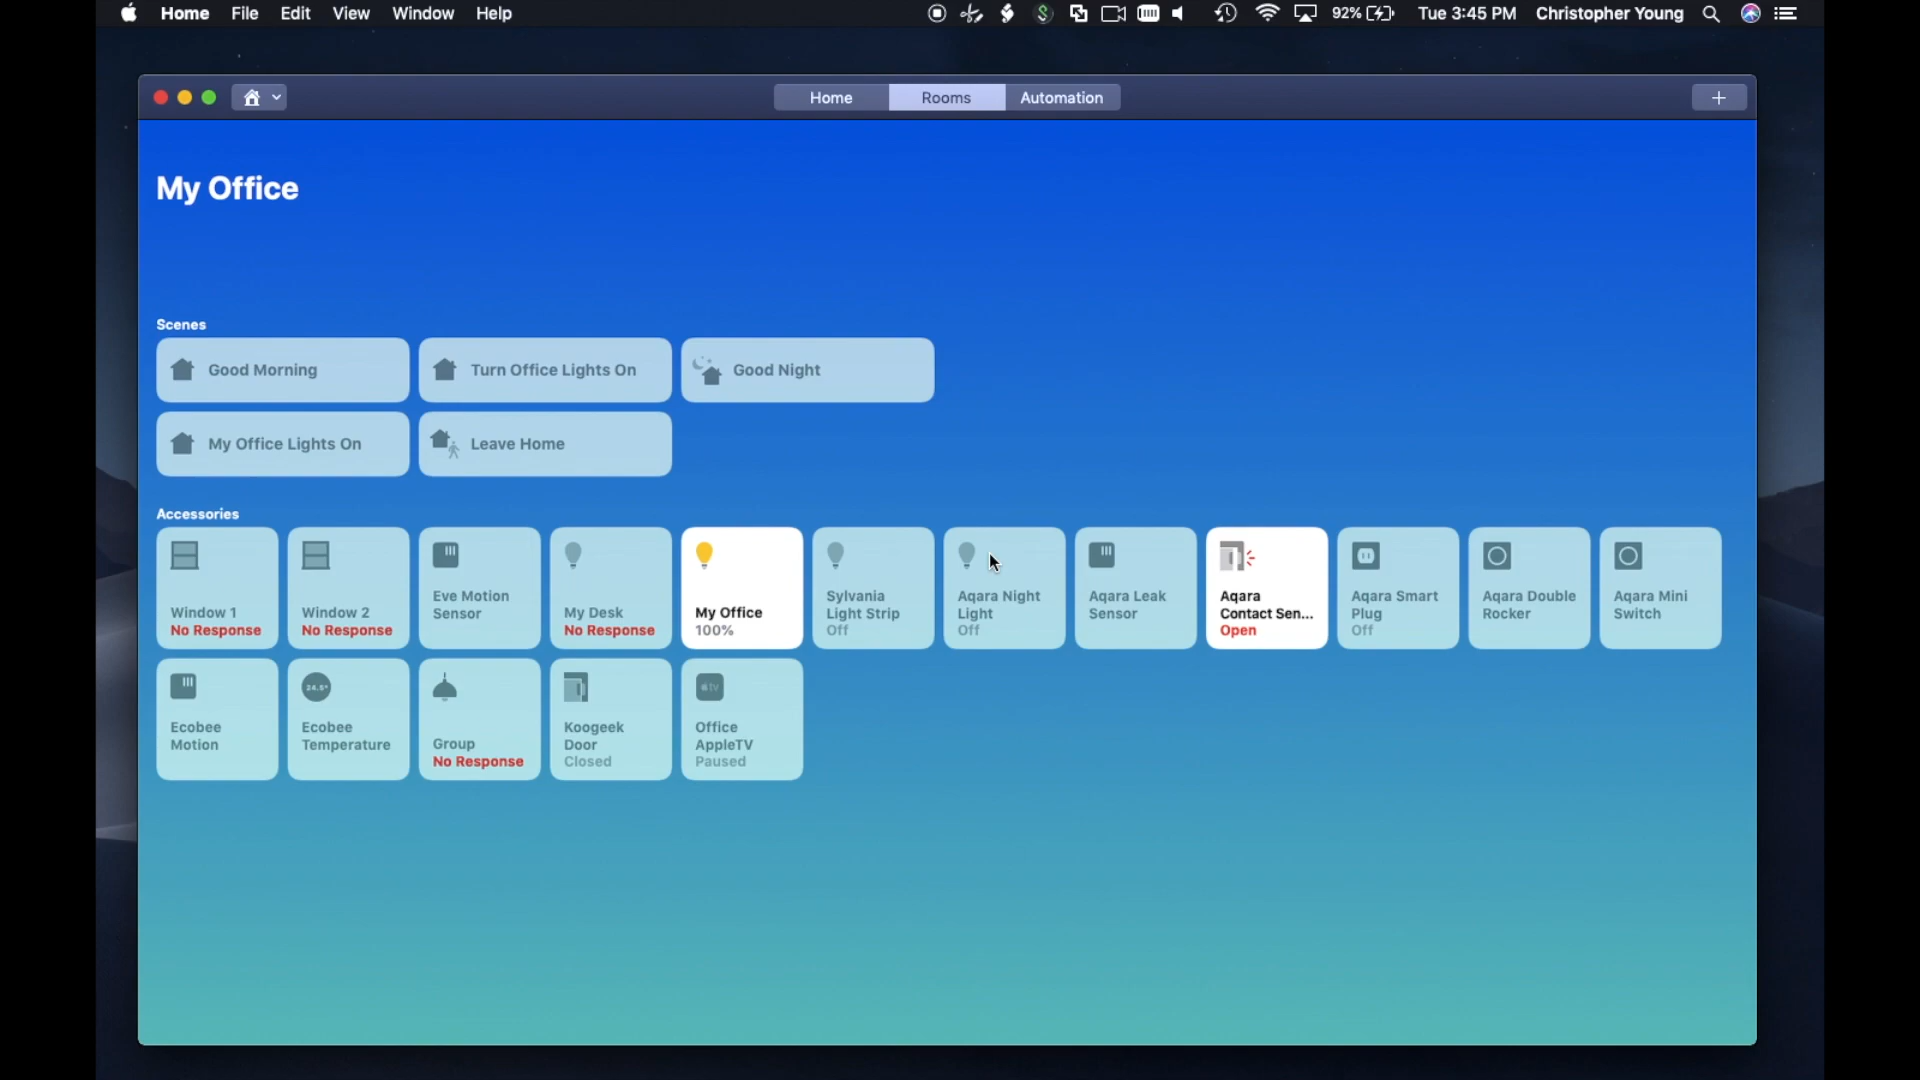 Home File Edit View Window Help 92% Tue 3:45 PM Christopher Young
Home Rooms Automation
My Office
Scenes
Good Morning
Turn Office Lights On
Good Night
My Office Lights On
Leave Home
Accessories
Window 1
No Response
Window 2
No Response
Eve Motion
Sensor
My Desk
No Response
My Office
100%
Sylvania
Light Strip
Off
Aqara Night
Light
Off
Aqara Leak
Sensor
Aqara
Contact Sen...
Open
Aqara Smart
Plug
Off
Aqara Double
Rocker
Aqara Mini
Switch
Ecobee
Motion
24.5°
Ecobee
Temperature
Group
No Response
Koogeek
Door
Closed
tv
Office
AppleTV
Paused